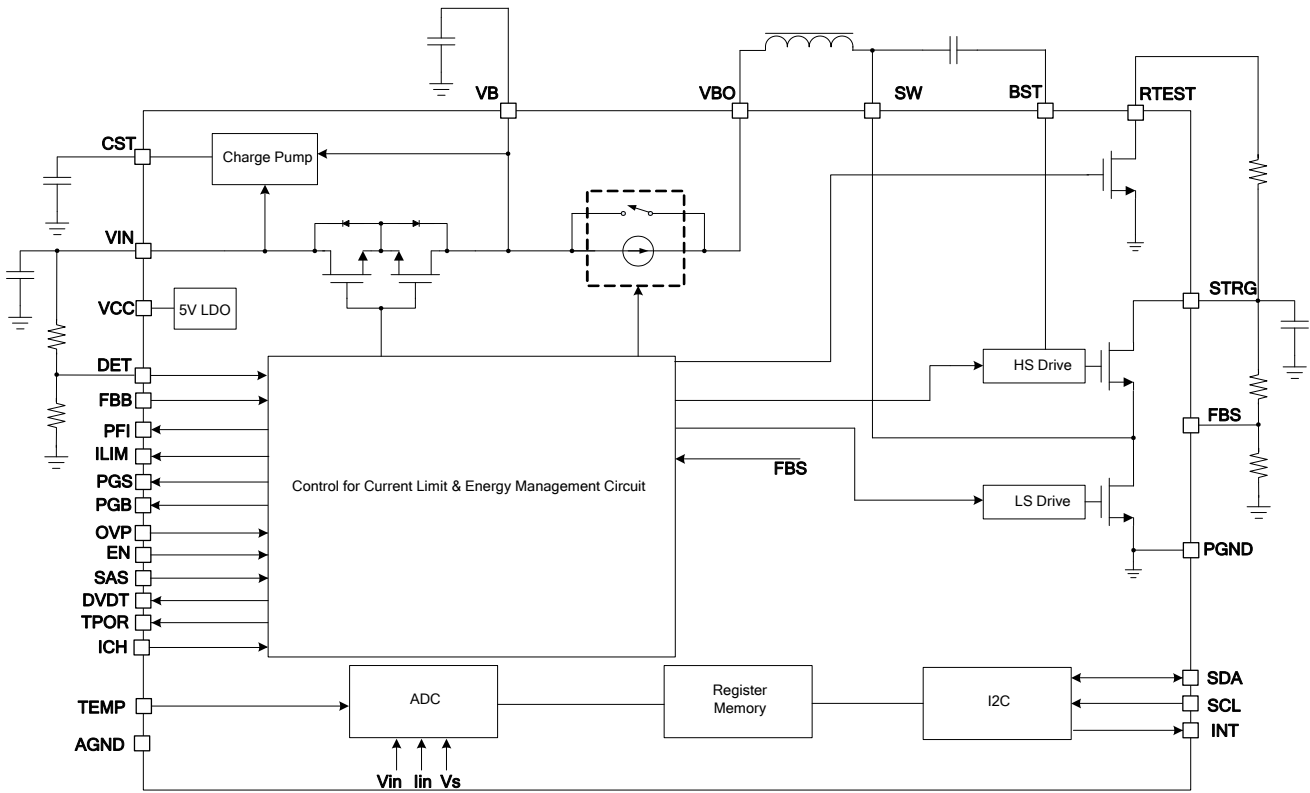 VB
VBO
SW
BST
RTEST
CST
Charge Pump
VIN
VCC
5V LDO
STRG
DET
FBB
PFI
ILIM
PGS
PGB
OVP
EN
SAS
DVDT
TPOR
ICH
Control for Current Limit & Energy Management Circuit
HS Drive
FBS
FBS
LS Drive
PGND
TEMP
AGND
ADC
Vin Iin Vs
Register
Memory
I2C
SDA
SCL
INT